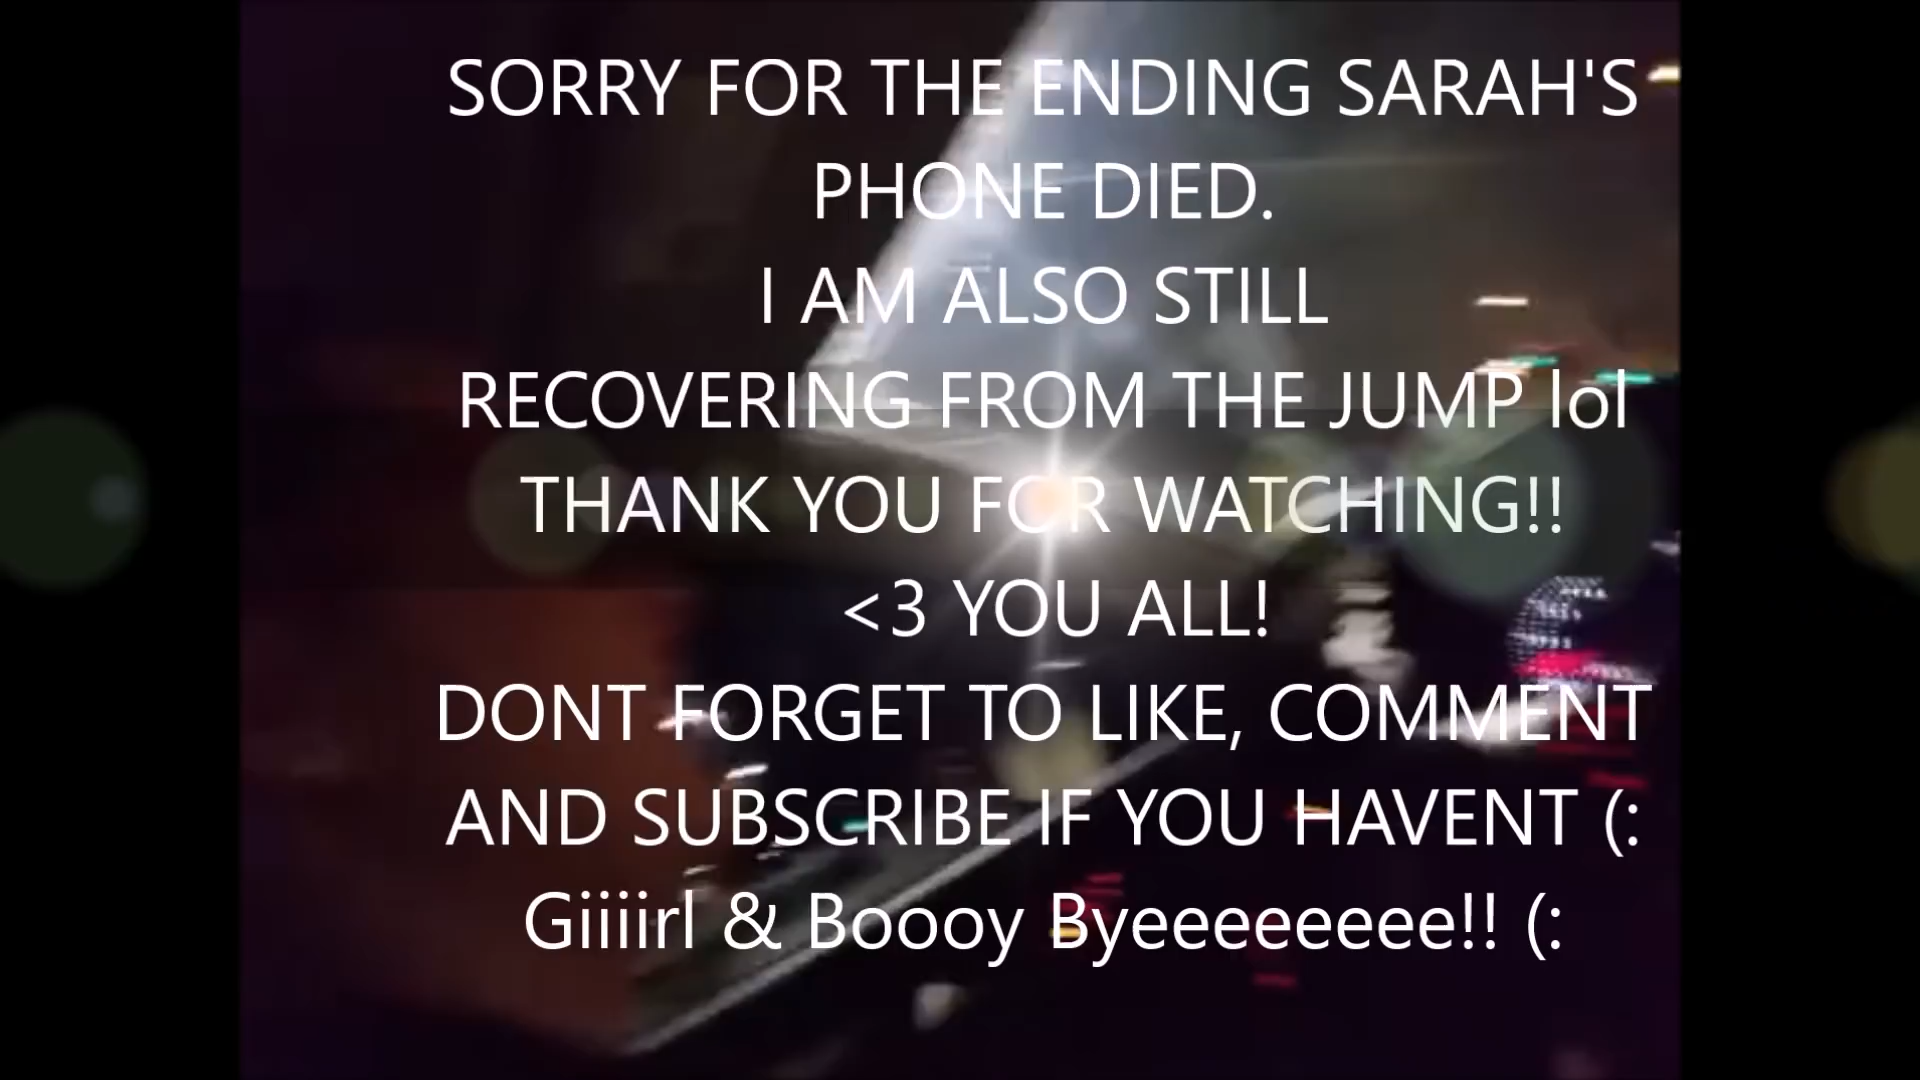 SORRY FOR THE ENDING SARAH'S
PHONE DIED.
I AM ALSO STILL
RECOVERING FROM THE JUMP lol
THANK YOU FOR WATCHING!!
<3 YOU ALL!
DONT FORGET TO LIKE, COMMENT
AND SUBSCRIBE IF YOU HAVENT (:
Giiiirl & Boooy Byeeeeeeee!! (: